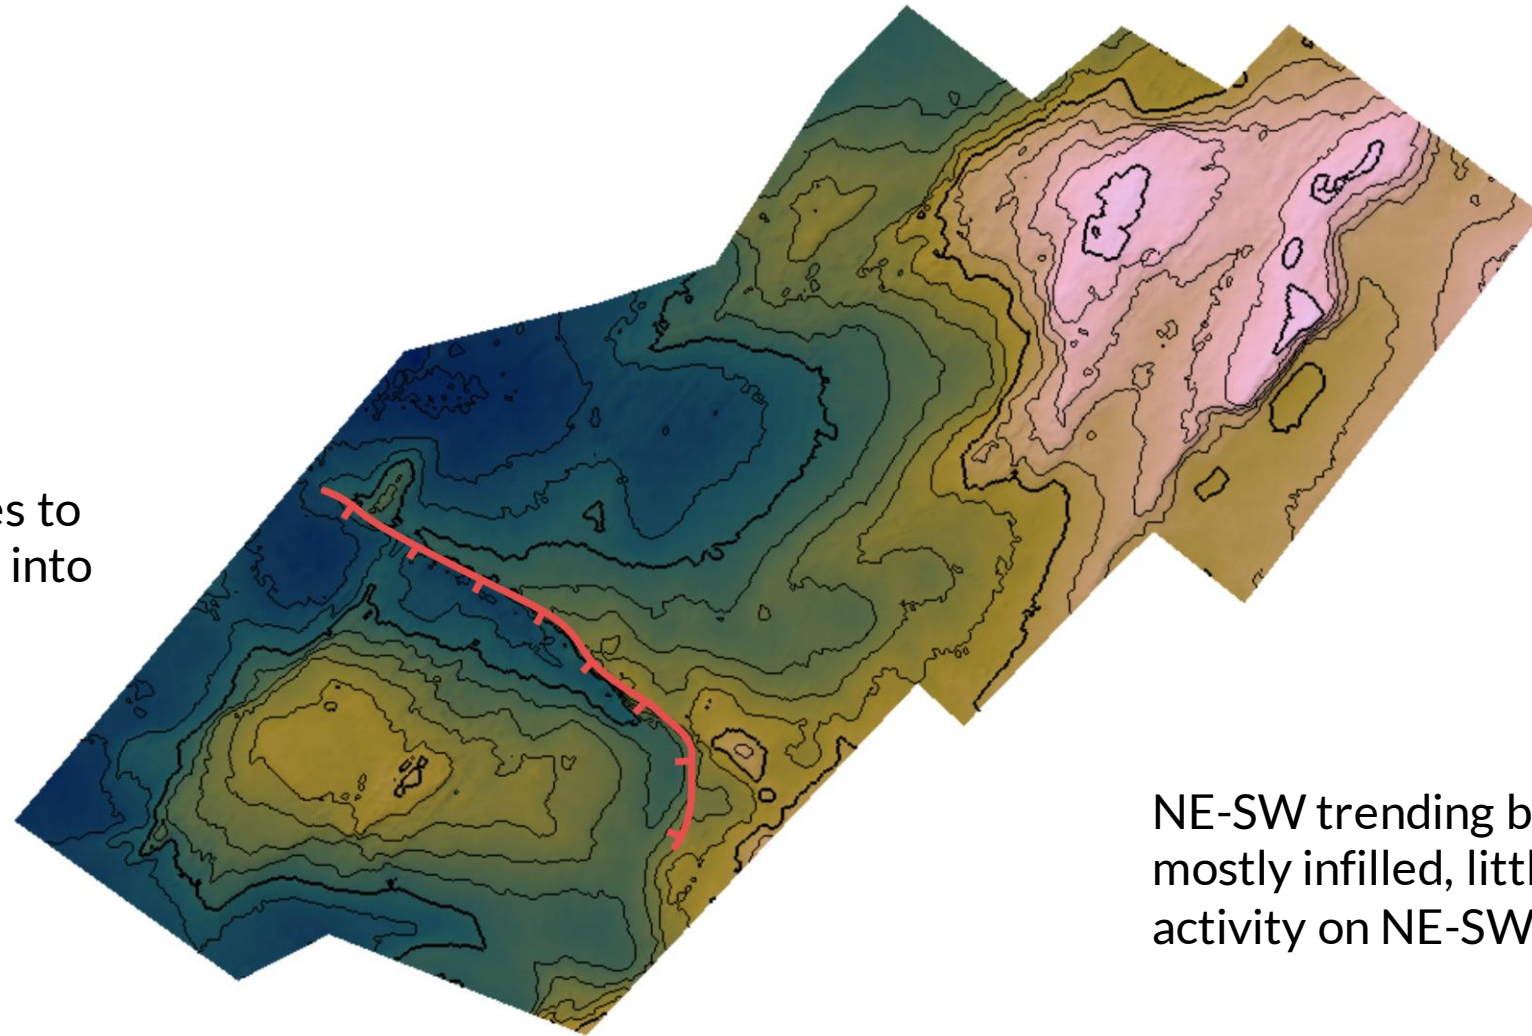 es to
into
NE-SW trending b
mostly infilled, littl
activity on NE-SW